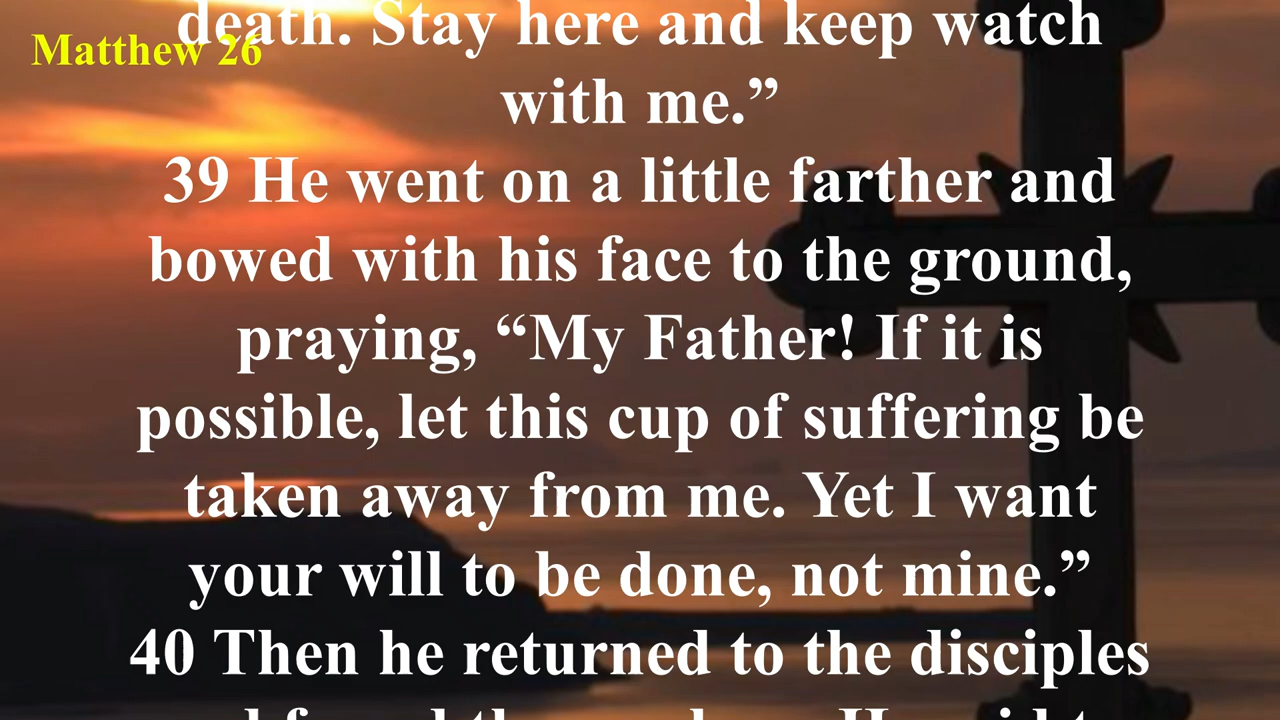 death. Stay here and keep watch
Matthew 26
with me.”
39 He went on a little farther and
bowed with his face to the ground,
praying, “My Father! If it is
possible, let this cup of suffering be
taken away from me. Yet I want
your will to be done, not mine.”
40 Then he returned to the disciples